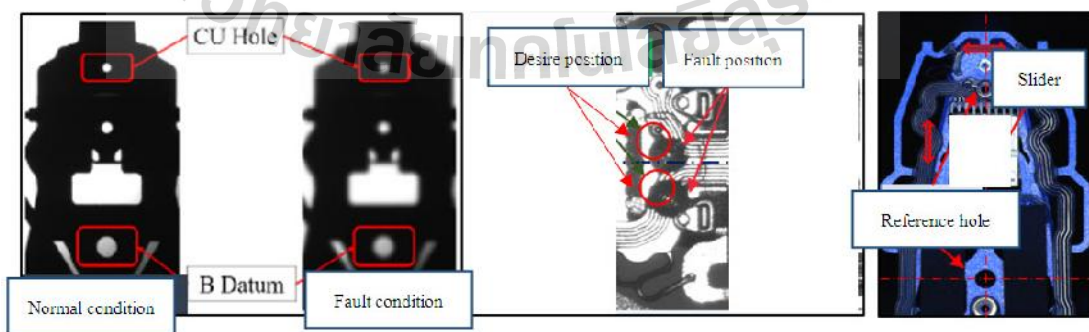 CU Hole
Desire position
Fault position
Slider
Reference hole
B Datum
Normal condition
Fault condition